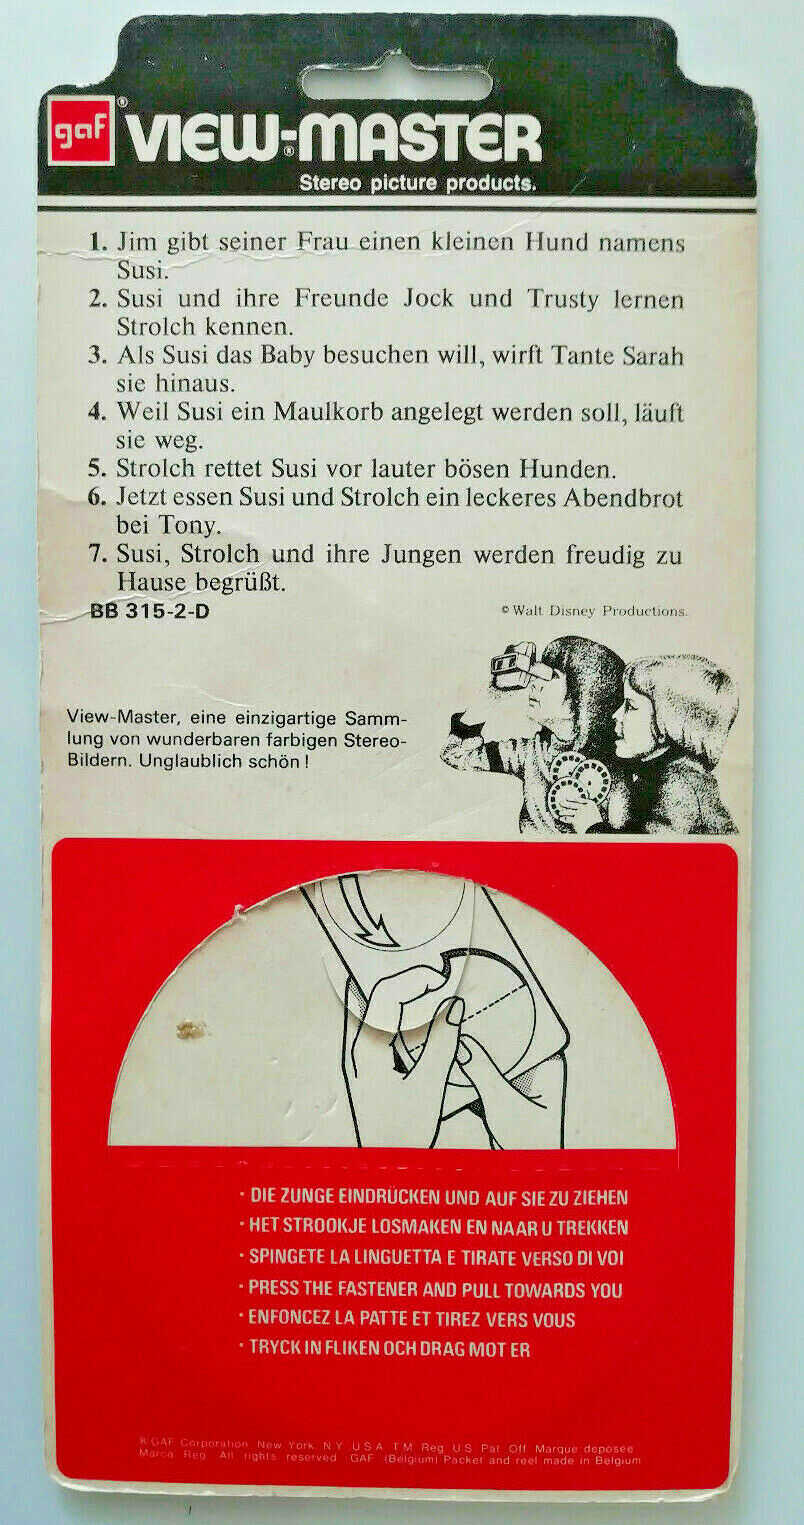 gaf® VIEW-MASTER®
Stereo picture products.
1. Jim gibt seiner Frau einen kleinen Hund namens
Susi.
2. Susi und ihre Freunde Jock und Trusty lernen
Strolch kennen.
3. Als Susi das Baby besuchen will, wirft Tante Sarah
sie hinaus.
4. Weil Susi ein Maulkorb angelegt werden soll, läuft
sie weg.
5. Strolch rettet Susi vor lauter bösen Hunden.
6. Jetzt essen Susi und Strolch ein leckeres Abendbrot
bei Tony.
7. Susi, Strolch und ihre Jungen werden freudig zu
Hause begrüßt.
BB 315-2-D
© Walt Disney Productions.
View-Master, eine einzigartige Samm-
lung von wunderbaren farbigen Stereo-
Bildern. Unglaublich schön !
· DIE ZUNGE EINDRÜCKEN UND AUF SIE ZU ZIEHEN
· HET STROOKJE LOSMAKEN EN NAAR U TREKKEN
· SPINGETE LA LINGUETTA E TIRATE VERSO DI VOI
· PRESS THE FASTENER AND PULL TOWARDS YOU
· ENFONCEZ LA PATTE ET TIREZ VERS VOUS
· TRYCK IN FLIKEN OCH DRAG MOT ER
GAF Corporation New York N.Y U.S.A T.M Reg U.S Pat Off Marque deposee
Marca Reg All rights reserved GAF (Belgium) Packet and reel made in Belgium